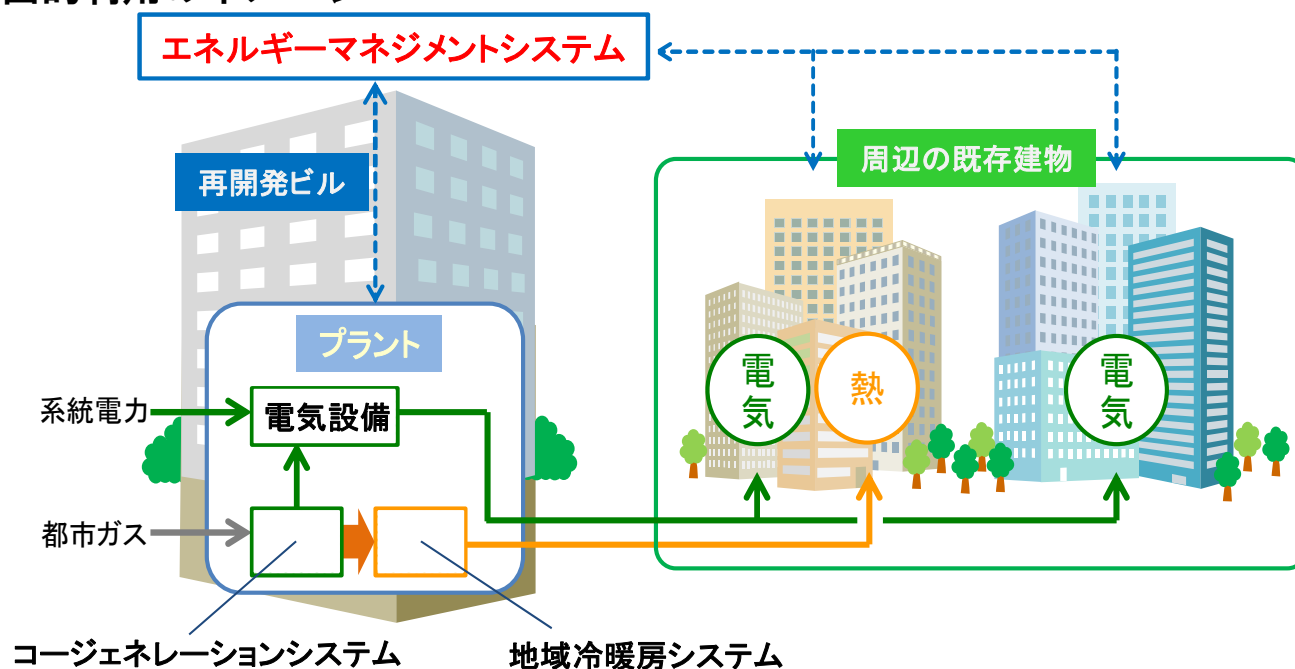 エネルギーマネジメントシステム
周辺の既存建物
再開発ビル
プラント
系統電力
電気設備
都市ガス
電気
熱
電気
コージェネレーションシステム
地域冷暖房システム